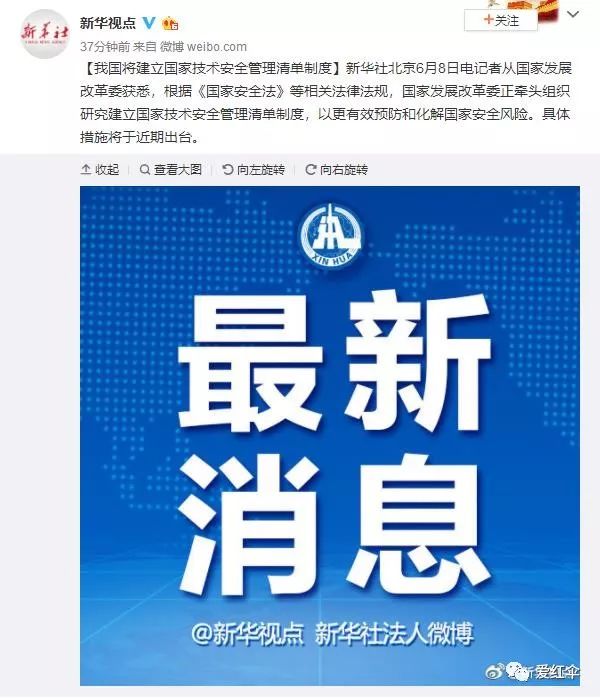 新华社
新华视点
+关注
37分钟前 来自 微博 weibo.com
【我国将建立国家技术安全管理清单制度】新华社北京6月8日电记者从国家发展
改革委获悉，根据《国家安全法》等相关法律法规，国家发展改革委正牵头组织
研究建立国家技术安全管理清单制度，以更有效预防和化解国家安全风险。具体
措施将于近期出台。
收起 查看大图 向左旋转 向右旋转
XIN HUA
最新
消息
@新华视点 新华社法人微博
爱红伞